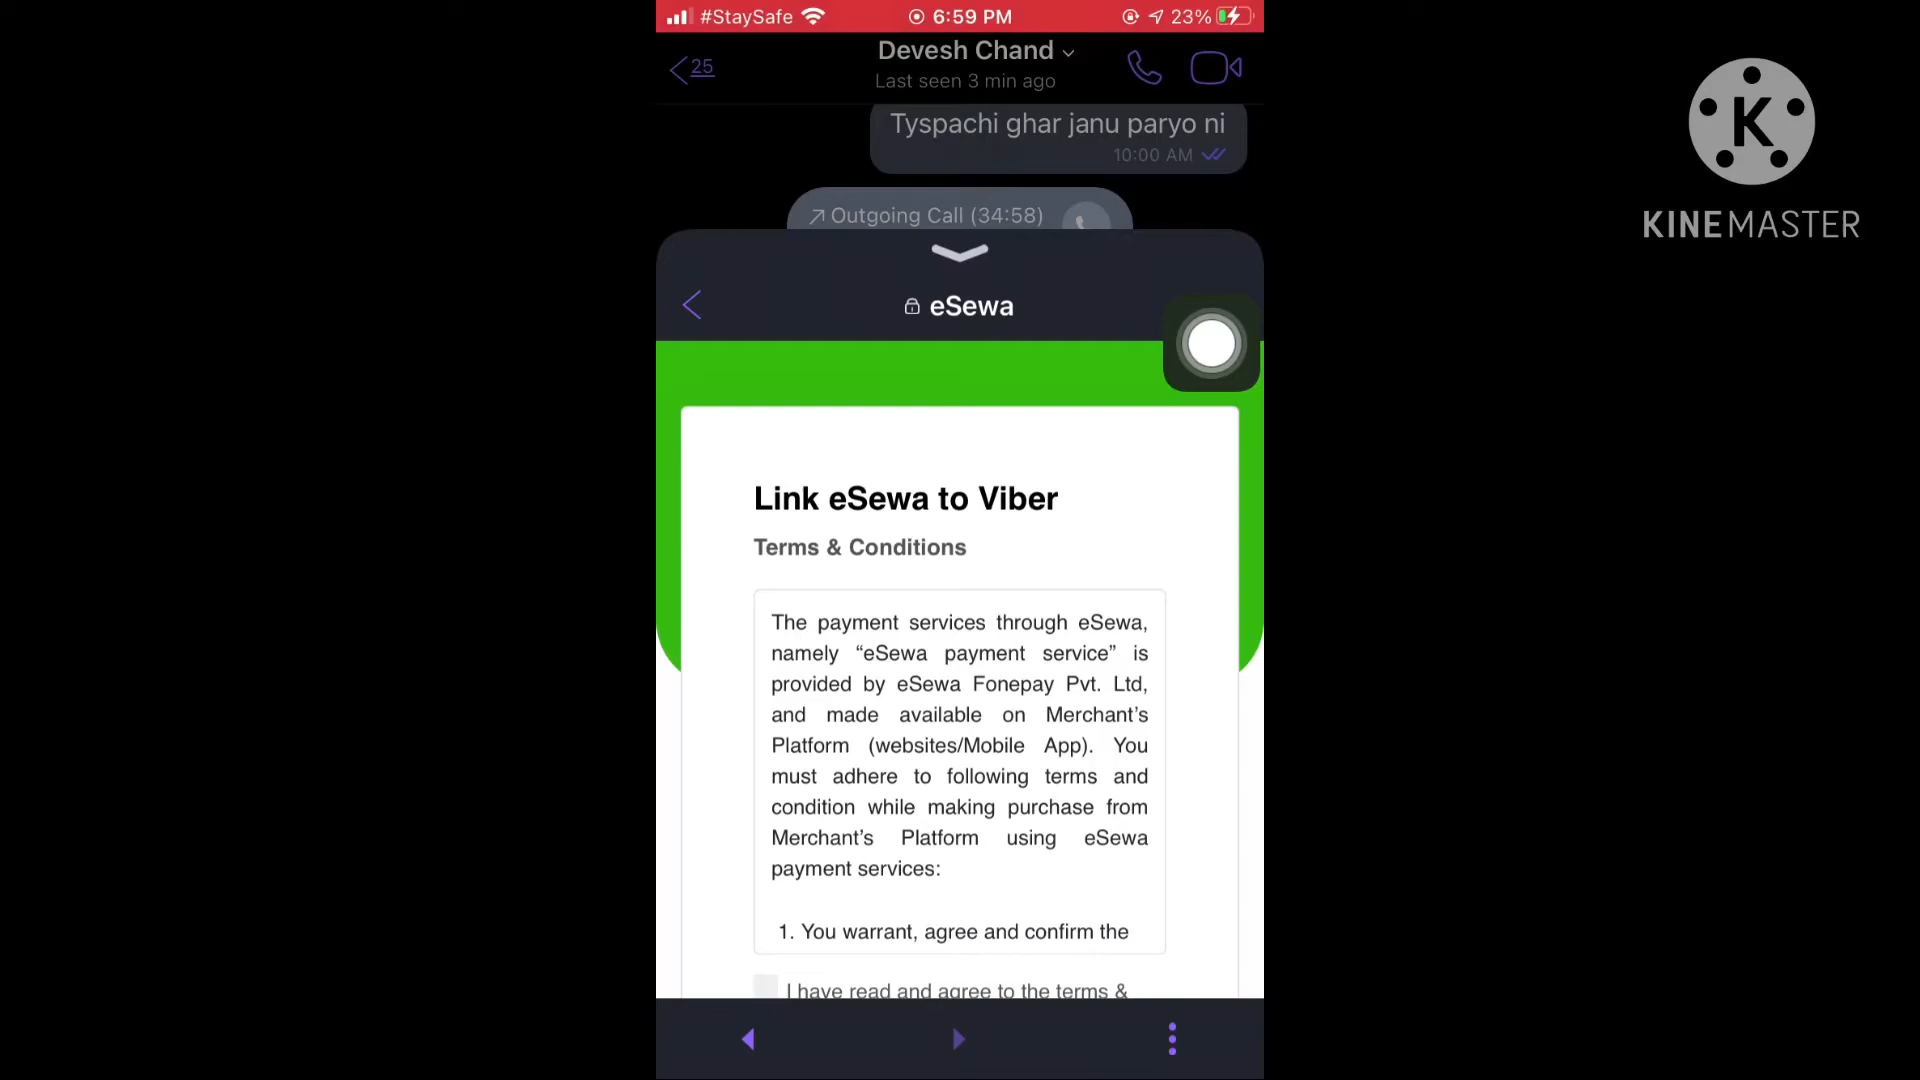 #StaySafe 6:59 PM 23%
25 Devesh Chand
Last seen 3 min ago
Tyspachi ghar janu paryo ni
10:00 AM
Outgoing Call (34:58)
eSewa
Link eSewa to Viber
Terms & Conditions
The payment services through eSewa,
namely “eSewa payment service” is
provided by eSewa Fonepay Pvt. Ltd,
and made available on Merchant’s
Platform (websites/Mobile App). You
must adhere to following terms and
condition while making purchase from
Merchant’s Platform using eSewa
payment services:
1. You warrant, agree and confirm the
I have read and agree to the terms &
K
KINEMASTER